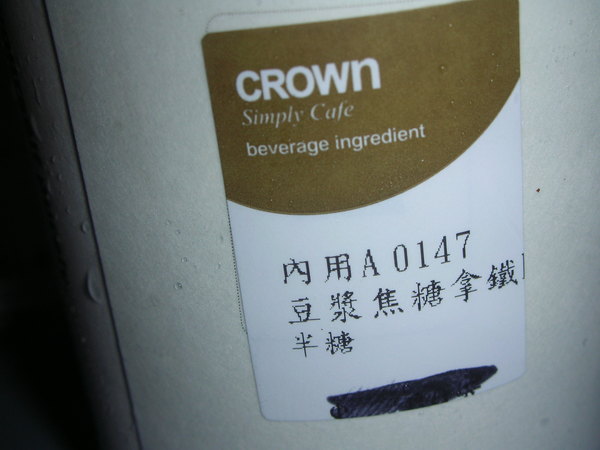 CROWN
Simply Cafe
beverage ingredient
內用A 0147
豆漿焦糖拿鐵
半糖